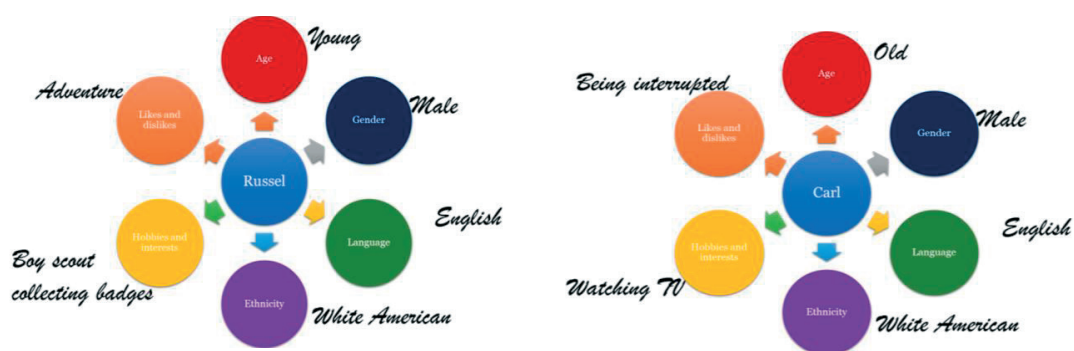 Young
Age
Adventure
Likes and
dislikes
Male
Gender
Russel
English
Language
Hobbies and
interests
Boy scout
collecting badges
Ethnicity
White American
Old
Age
Being interrupted
Likes and
dislikes
Male
Gender
Carl
English
Language
Hobbies and
interests
Watching TV
Ethnicity
White American